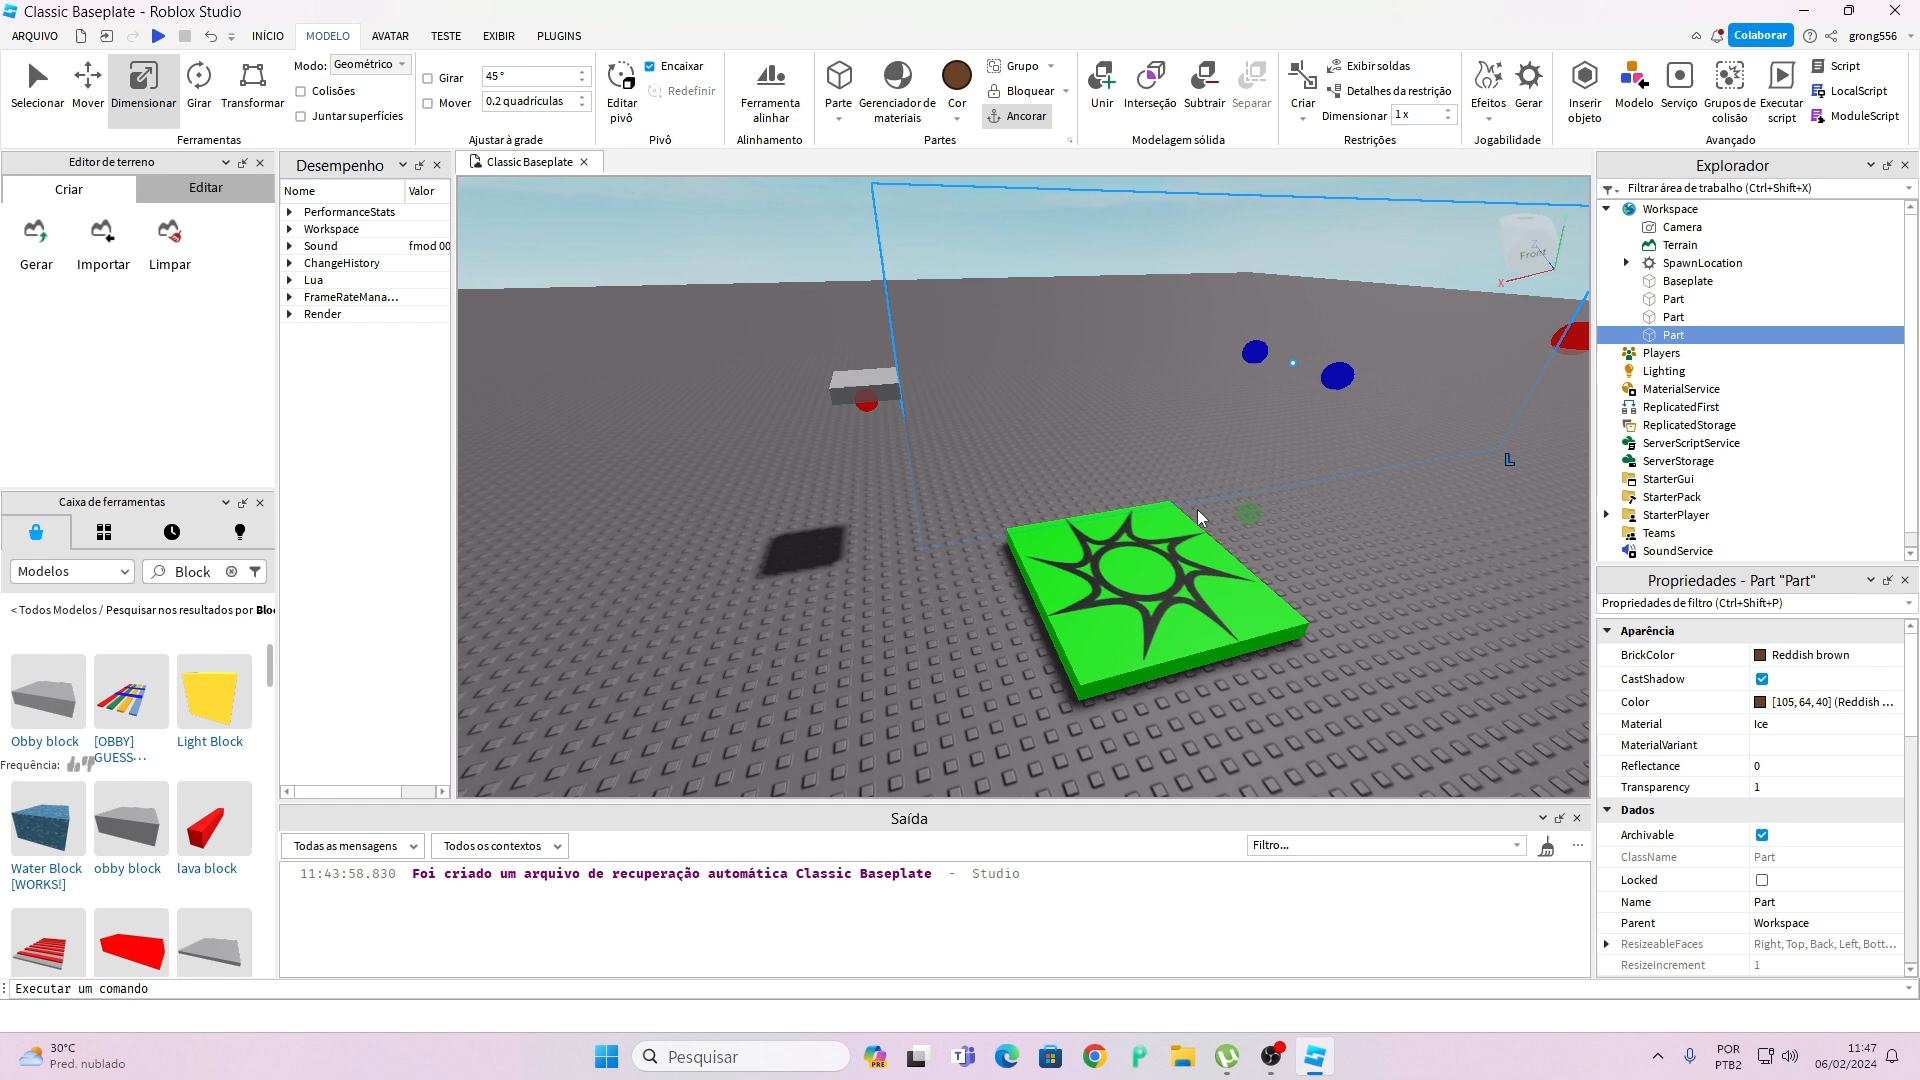 Classic Baseplate - Roblox Studio
ARQUIVO
INÍCIO
MODELO
AVATAR
TESTE
EXIBIR
PLUGINS
Colaborar
grong556
Selecionar
Mover
Dimensionar
Girar
Transformar
Modo:
Geométrico
Colisões
Juntar superfícies
Ferramentas
Girar
45°
Mover
0.2 quadrículas
Ajustar à grade
Editar
pivô
Encaixar
Redefinir
Pivô
Ferramenta
alinhar
Alinhamento
Parte
Gerenciador de
materiais
Cor
Grupo
Bloquear
Ancorar
Partes
Unir
Interseção
Subtrair
Separar
Modelagem sólida
Criar
Exibir soldas
Detalhes da restrição
Dimensionar 1 x
Restrições
Efeitos
Gerar
Jogabilidade
Inserir
objeto
Modelo
Serviço
Grupos de
colisão
Executar
script
Script
LocalScript
ModuleScript
Avançado
Editor de terreno
Criar
Editar
Gerar
Importar
Limpar
Desempenho
Nome
Valor
PerformanceStats
Workspace
Sound
fmod 00
ChangeHistory
Lua
FrameRateMana...
Render
Classic Baseplate
Front
X
Z
L
Explorador
Filtrar área de trabalho (Ctrl+Shift+X)
Workspace
Camera
Terrain
SpawnLocation
Baseplate
Part
Part
Part
Players
Lighting
MaterialService
ReplicatedFirst
ReplicatedStorage
ServerScriptService
ServerStorage
StarterGui
StarterPack
StarterPlayer
Teams
SoundService
Caixa de ferramentas
Modelos
Block
< Todos Modelos / Pesquisar nos resultados por Bloc
Obby block
[OBBY]
GUESS...
Light Block
Frequência:
Water Block
[WORKS!]
obby block
lava block
Saída
Todas as mensagens
Todos os contextos
Filtro...
11:43:58.830 Foi criado um arquivo de recuperação automática Classic Baseplate - Studio
Propriedades - Part "Part"
Propriedades de filtro (Ctrl+Shift+P)
Aparência
BrickColor
Reddish brown
CastShadow
Color
[105, 64, 40] (Reddish ...
Material
Ice
MaterialVariant
Reflectance
0
Transparency
1
Dados
Archivable
ClassName
Part
Locked
Name
Part
Parent
Workspace
ResizeableFaces
Right, Top, Back, Left, Bott...
ResizeIncrement
1
Executar um comando
30°C
Pred. nublado
Pesquisar
PRE
POR
PTB2
11:47
06/02/2024